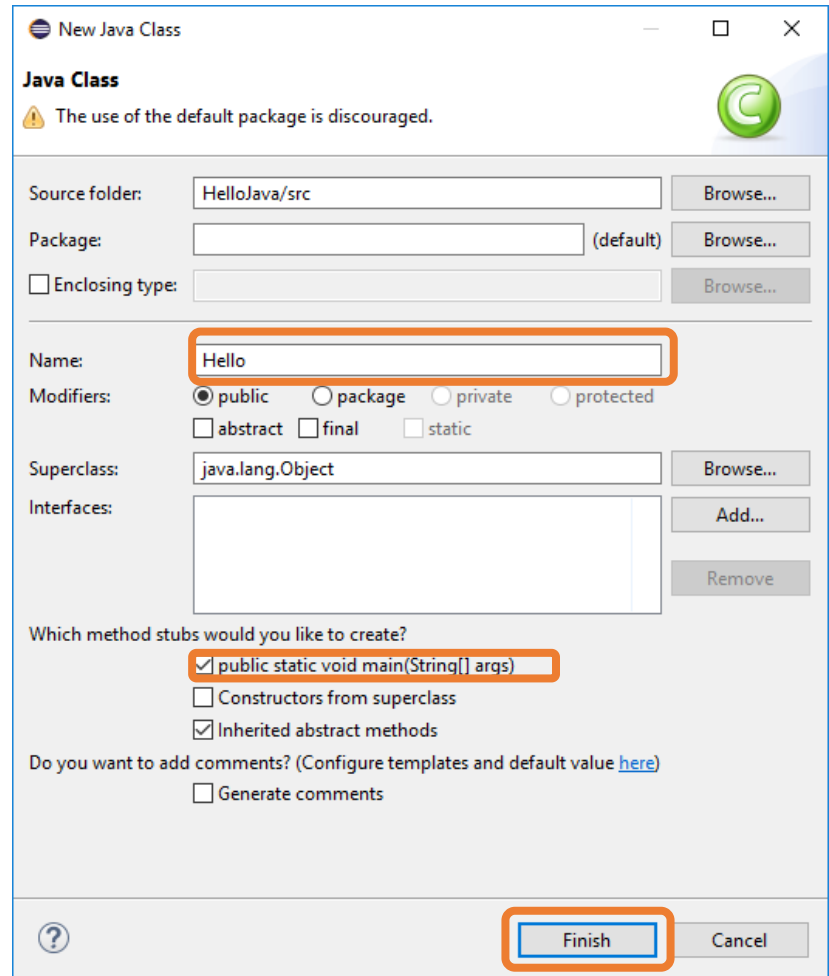 New Java Class
Java Class
The use of the default package is discouraged.
Source folder: HelloJava/src Browse...
Package: (default) Browse...
Enclosing type: Browse...
Name: Hello
Modifiers: public package private protected
abstract final static
Superclass: java.lang.Object Browse...
Interfaces: Add...
Remove
Which method stubs would you like to create?
public static void main(String[] args)
Constructors from superclass
Inherited abstract methods
Do you want to add comments? (Configure templates and default value here)
Generate comments
? Finish Cancel